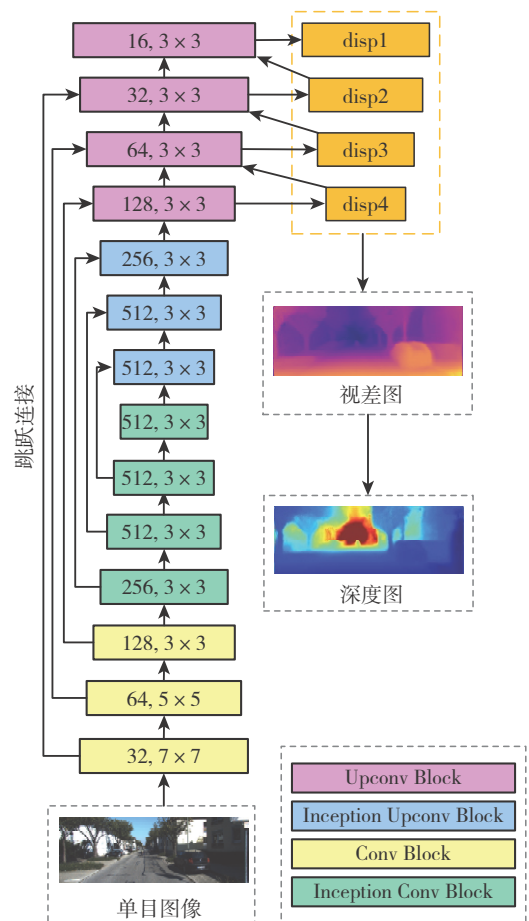 16, 3 × 3
disp1
32, 3 × 3
disp2
64, 3 × 3
disp3
128, 3 × 3
disp4
256, 3 × 3
512, 3 × 3
512, 3 × 3
视差图
512, 3 × 3
512, 3 × 3
512, 3 × 3
256, 3 × 3
深度图
128, 3 × 3
64, 5 × 5
32, 7 × 7
跳跃连接
单目图像
Upconv Block
Inception Upconv Block
Conv Block
Inception Conv Block